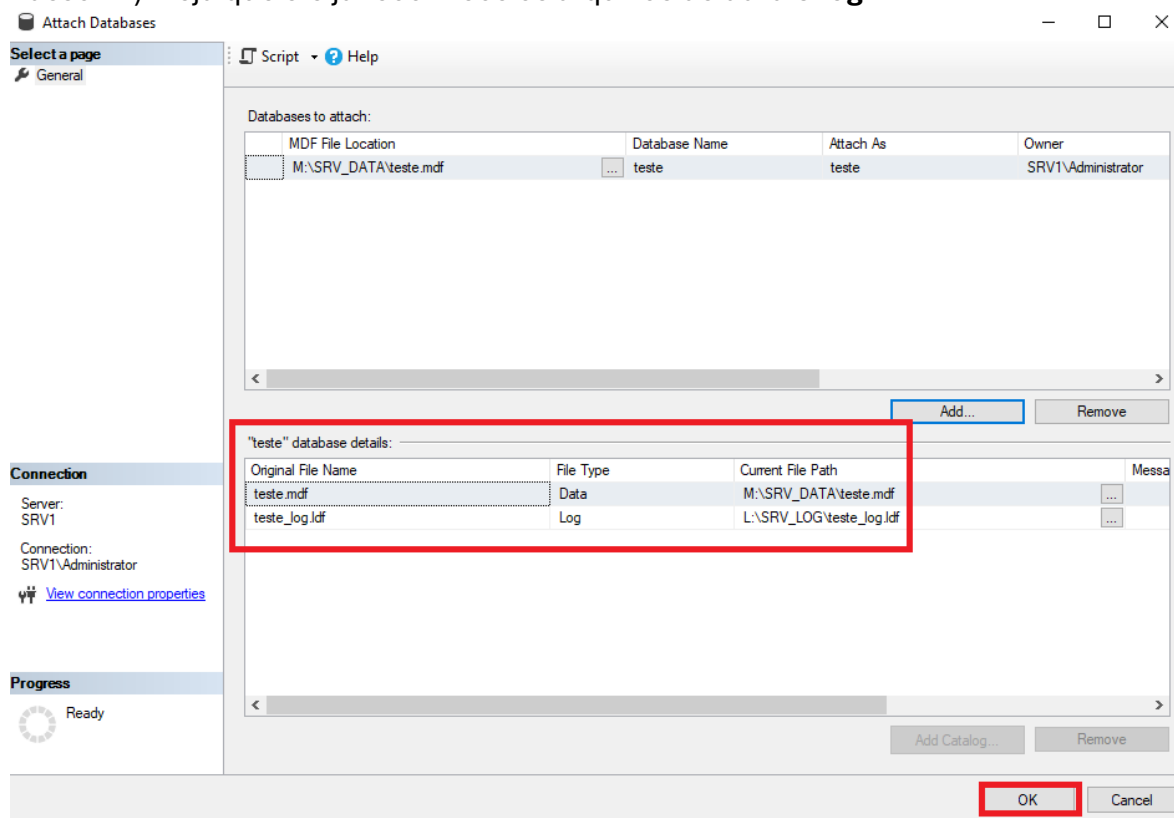 Attach Databases
Select a page
General
Script
Help
Databases to attach:
MDF File Location Database Name Attach As Owner
M:\SRV_DATA\teste.mdf ... teste teste SRV1\Administrator
Add... Remove
"teste" database details:
Original File Name File Type Current File Path Messa
teste.mdf Data M:\SRV_DATA\teste.mdf ...
teste_log.ldf Log L:\SRV_LOG\teste_log.ldf ...
Connection
Server:
SRV1
Connection:
SRV1\Administrator
View connection properties
Progress
Ready
Add Catalog... Remove
OK Cancel